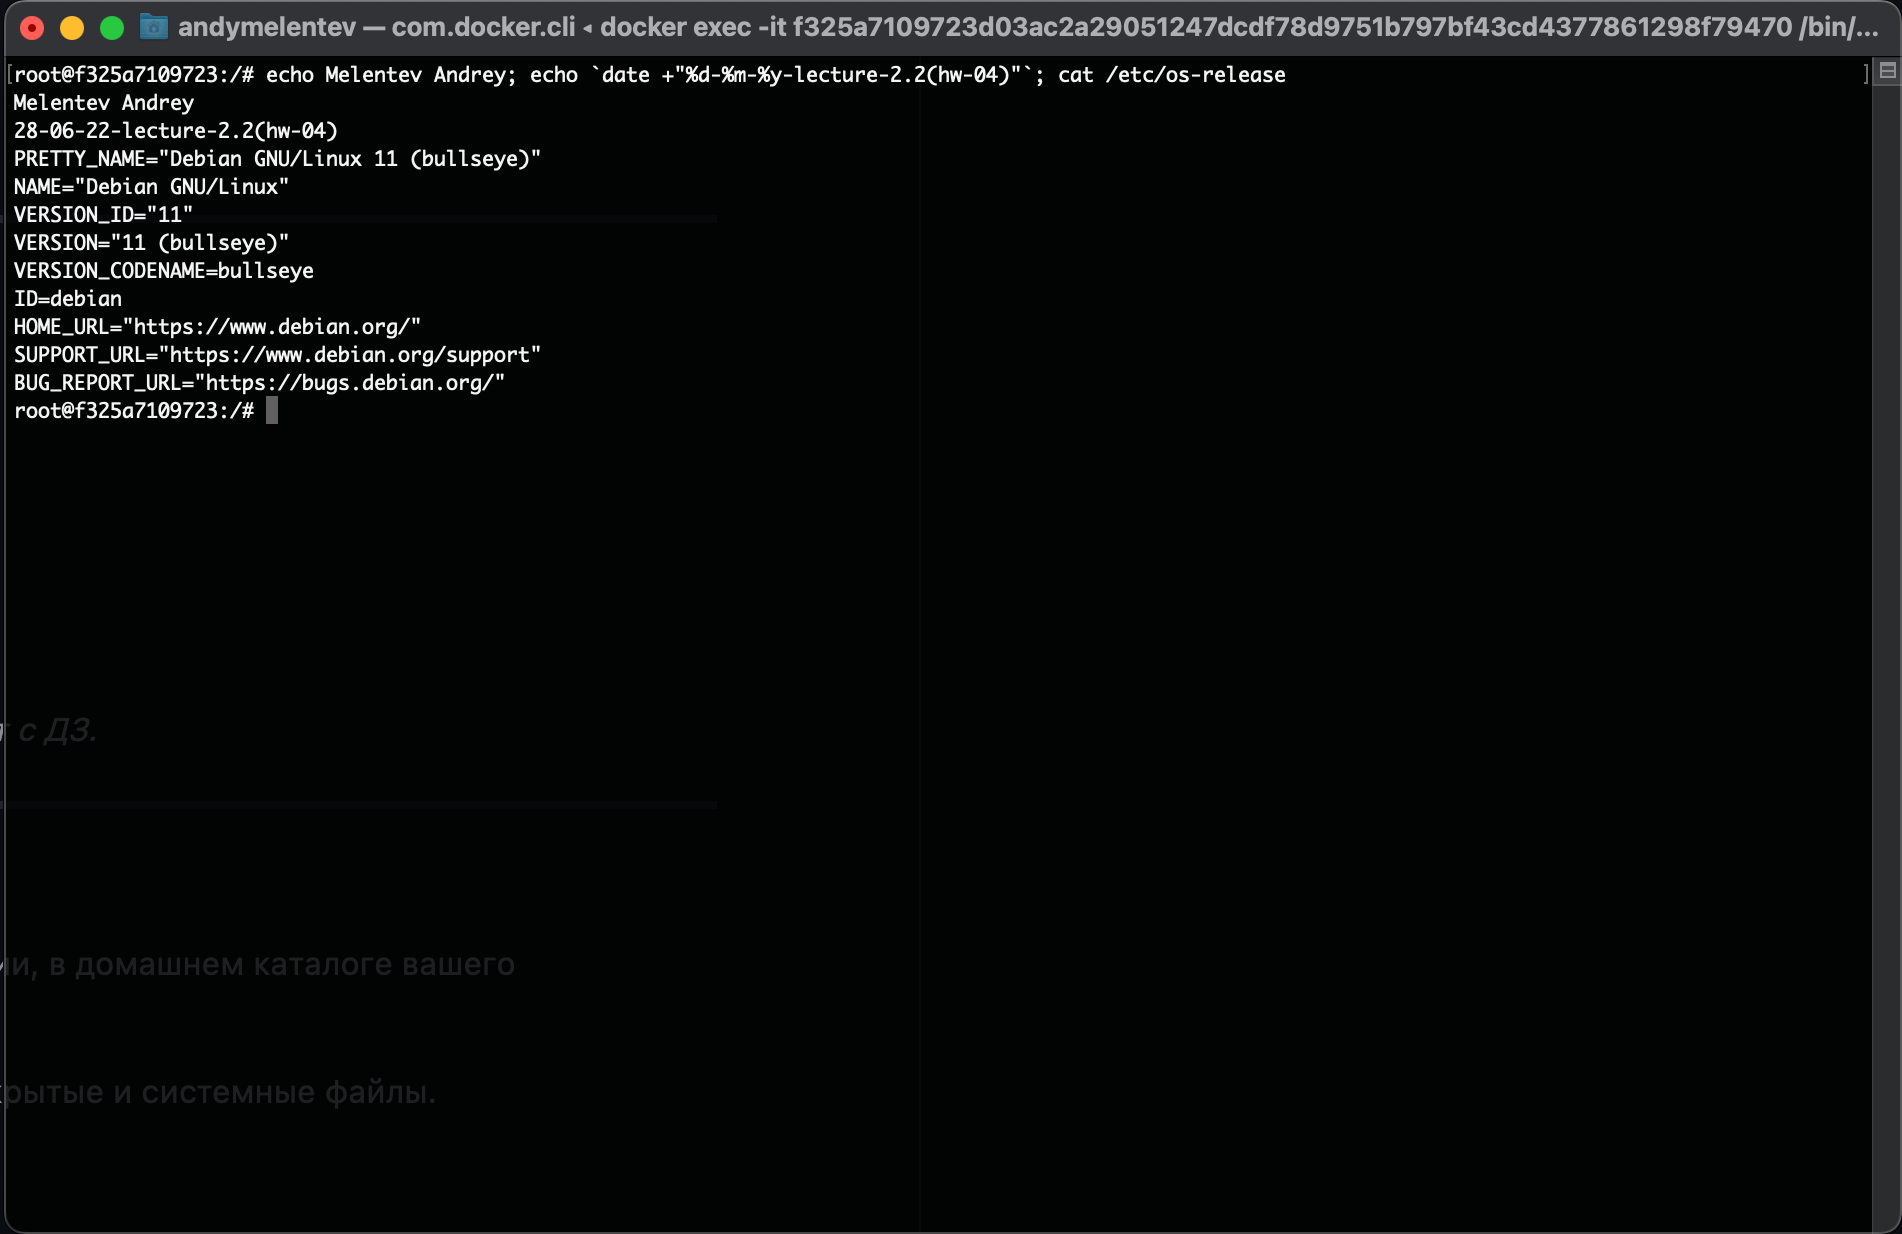 andymelentev — com.docker.cli ◂ docker exec -it f325a7109723d03ac2a29051247dcdf78d9751b797bf43cd4377861298f79470 /bin/...
[root@f325a7109723:/# echo Melentev Andrey; echo `date +"%d-%m-%y-lecture-2.2(hw-04)"`; cat /etc/os-release ]
Melentev Andrey
28-06-22-lecture-2.2(hw-04)
PRETTY_NAME="Debian GNU/Linux 11 (bullseye)"
NAME="Debian GNU/Linux"
VERSION_ID="11"
VERSION="11 (bullseye)"
VERSION_CODENAME=bullseye
ID=debian
HOME_URL="https://www.debian.org/"
SUPPORT_URL="https://www.debian.org/support"
BUG_REPORT_URL="https://bugs.debian.org/"
root@f325a7109723:/#
с ДЗ.
в домашнем каталоге вашего
и системные файлы.